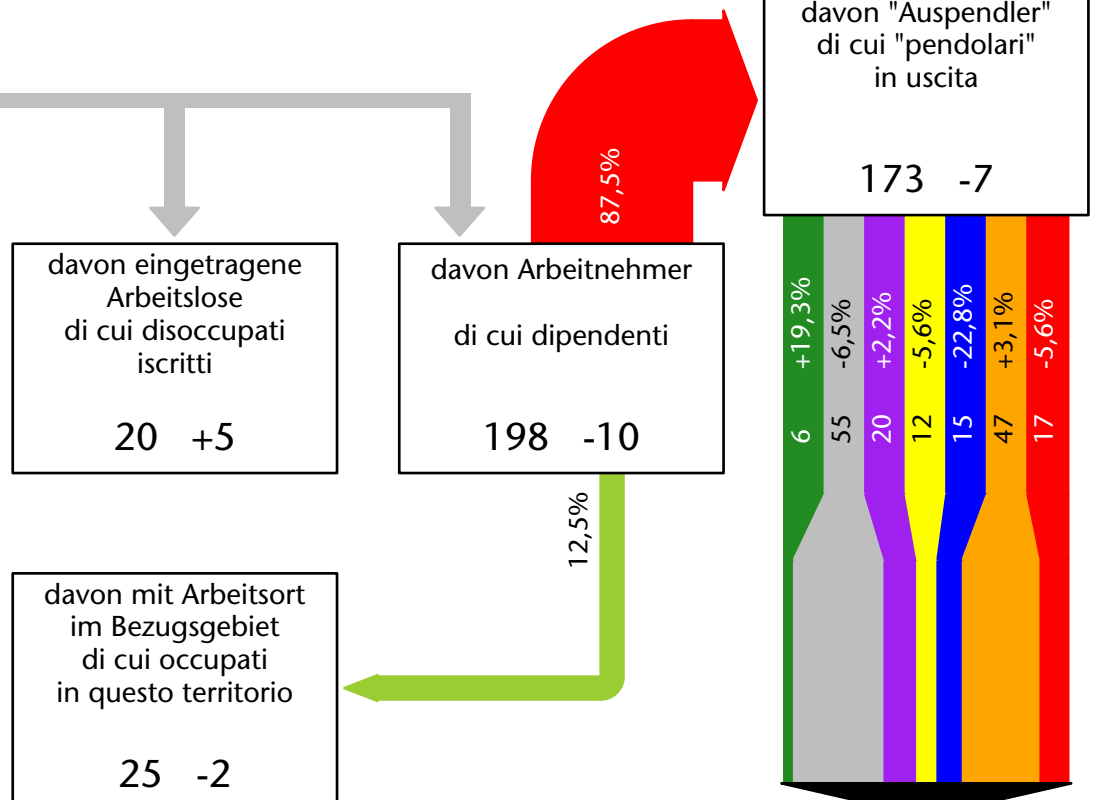 davon "Auspendler"
di cui "pendolari"
in uscita
173 -7
87,5%
davon eingetragene
Arbeitslose
di cui disoccupati
iscritti
20 +5
davon Arbeitnehmer
di cui dipendenti
198 -10
6 +19,3%
55 -6,5%
20 +2,2%
12 -5,6%
15 -22,8%
47 +3,1%
17 -5,6%
12,5%
davon mit Arbeitsort
im Bezugsgebiet
di cui occupati
in questo territorio
25 -2